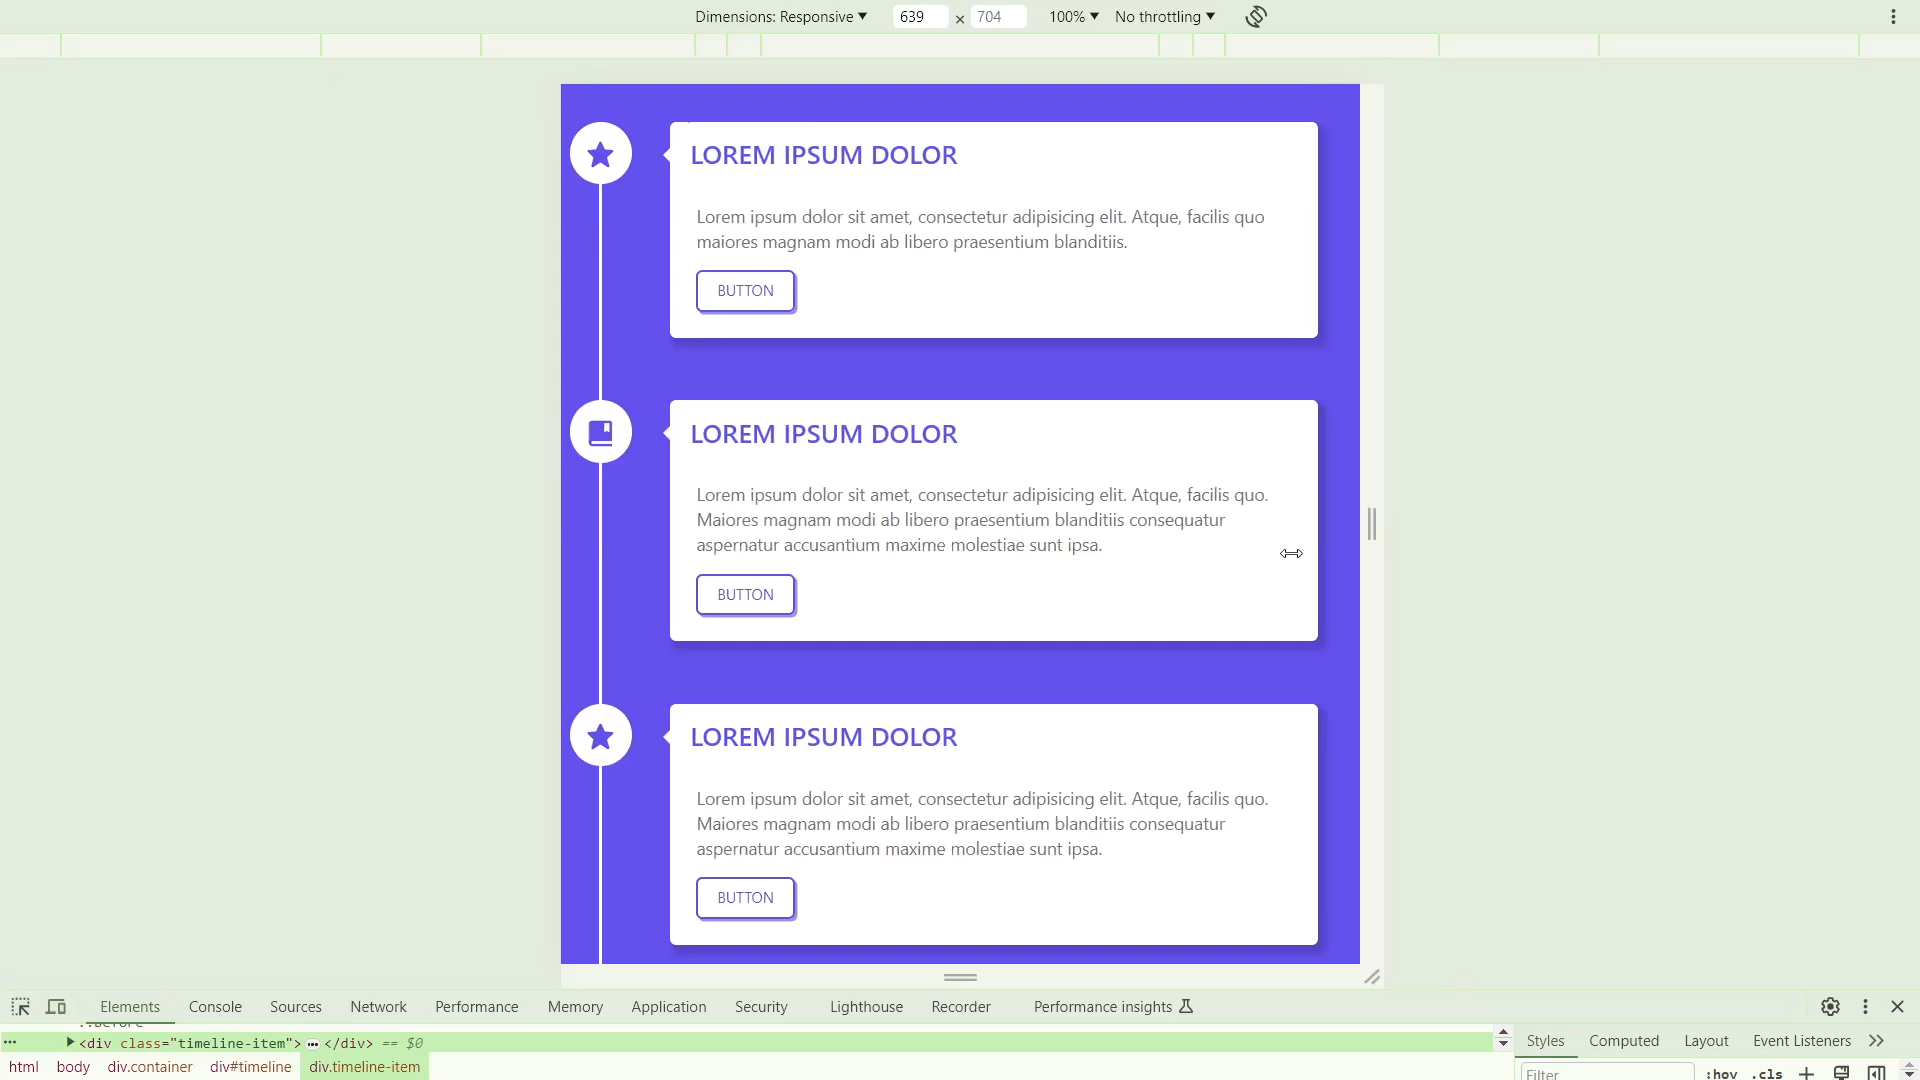 Dimensions: Responsive 639 × 704 100% No throttling
LOREM IPSUM DOLOR
Lorem ipsum dolor sit amet, consectetur adipisicing elit. Atque, facilis quo
maiores magnam modi ab libero praesentium blanditiis.
BUTTON
LOREM IPSUM DOLOR
Lorem ipsum dolor sit amet, consectetur adipisicing elit. Atque, facilis quo.
Maiores magnam modi ab libero praesentium blanditiis consequatur
aspernatur accusantium maxime molestiae sunt ipsa.
BUTTON
LOREM IPSUM DOLOR
Lorem ipsum dolor sit amet, consectetur adipisicing elit. Atque, facilis quo.
Maiores magnam modi ab libero praesentium blanditiis consequatur
aspernatur accusantium maxime molestiae sunt ipsa.
BUTTON
Elements Console Sources Network Performance Memory Application Security Lighthouse Recorder Performance insights
::before
<div class="timeline-item"> … </div> == $0
html body div.container div#timeline div.timeline-item
Styles Computed Layout Event Listeners
Filter :hov .cls